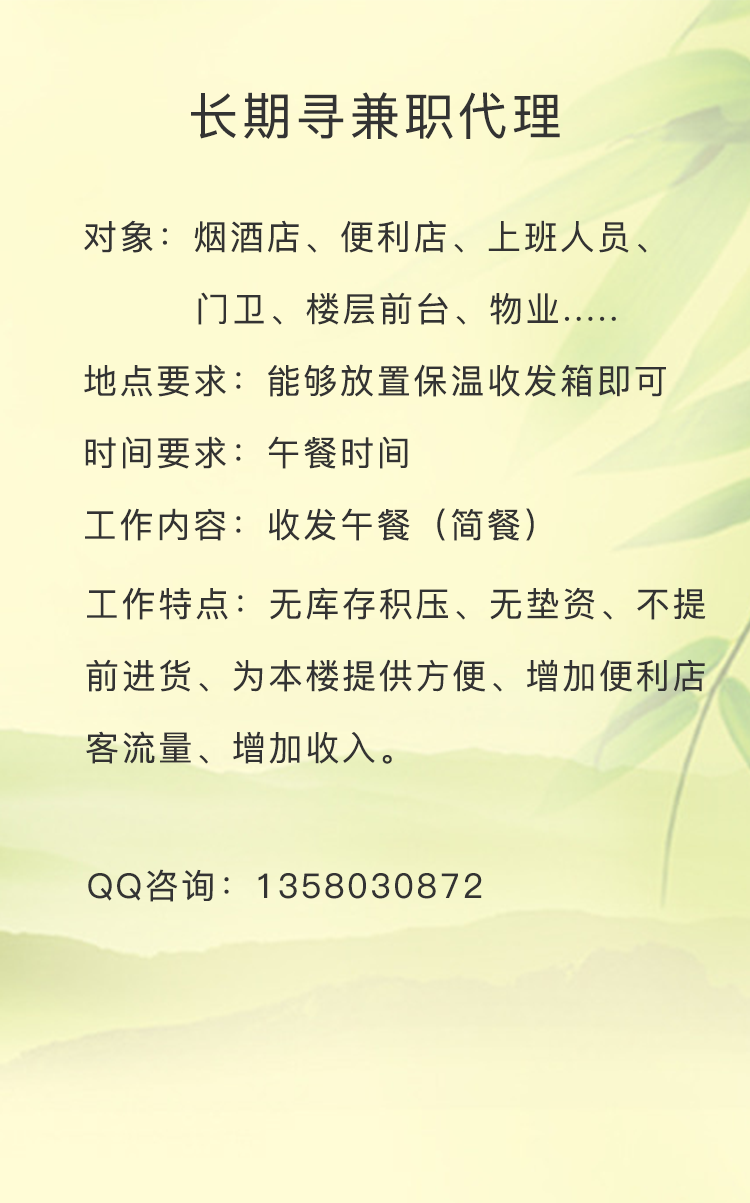 长期寻兼职代理
对象：烟酒店、便利店、上班人员、
门卫、楼层前台、物业.....
地点要求：能够放置保温收发箱即可
时间要求：午餐时间
工作内容：收发午餐（简餐）
工作特点：无库存积压、无垫资、不提
前进货、为本楼提供方便、增加便利店
客流量、增加收入。
QQ咨询：1358030872